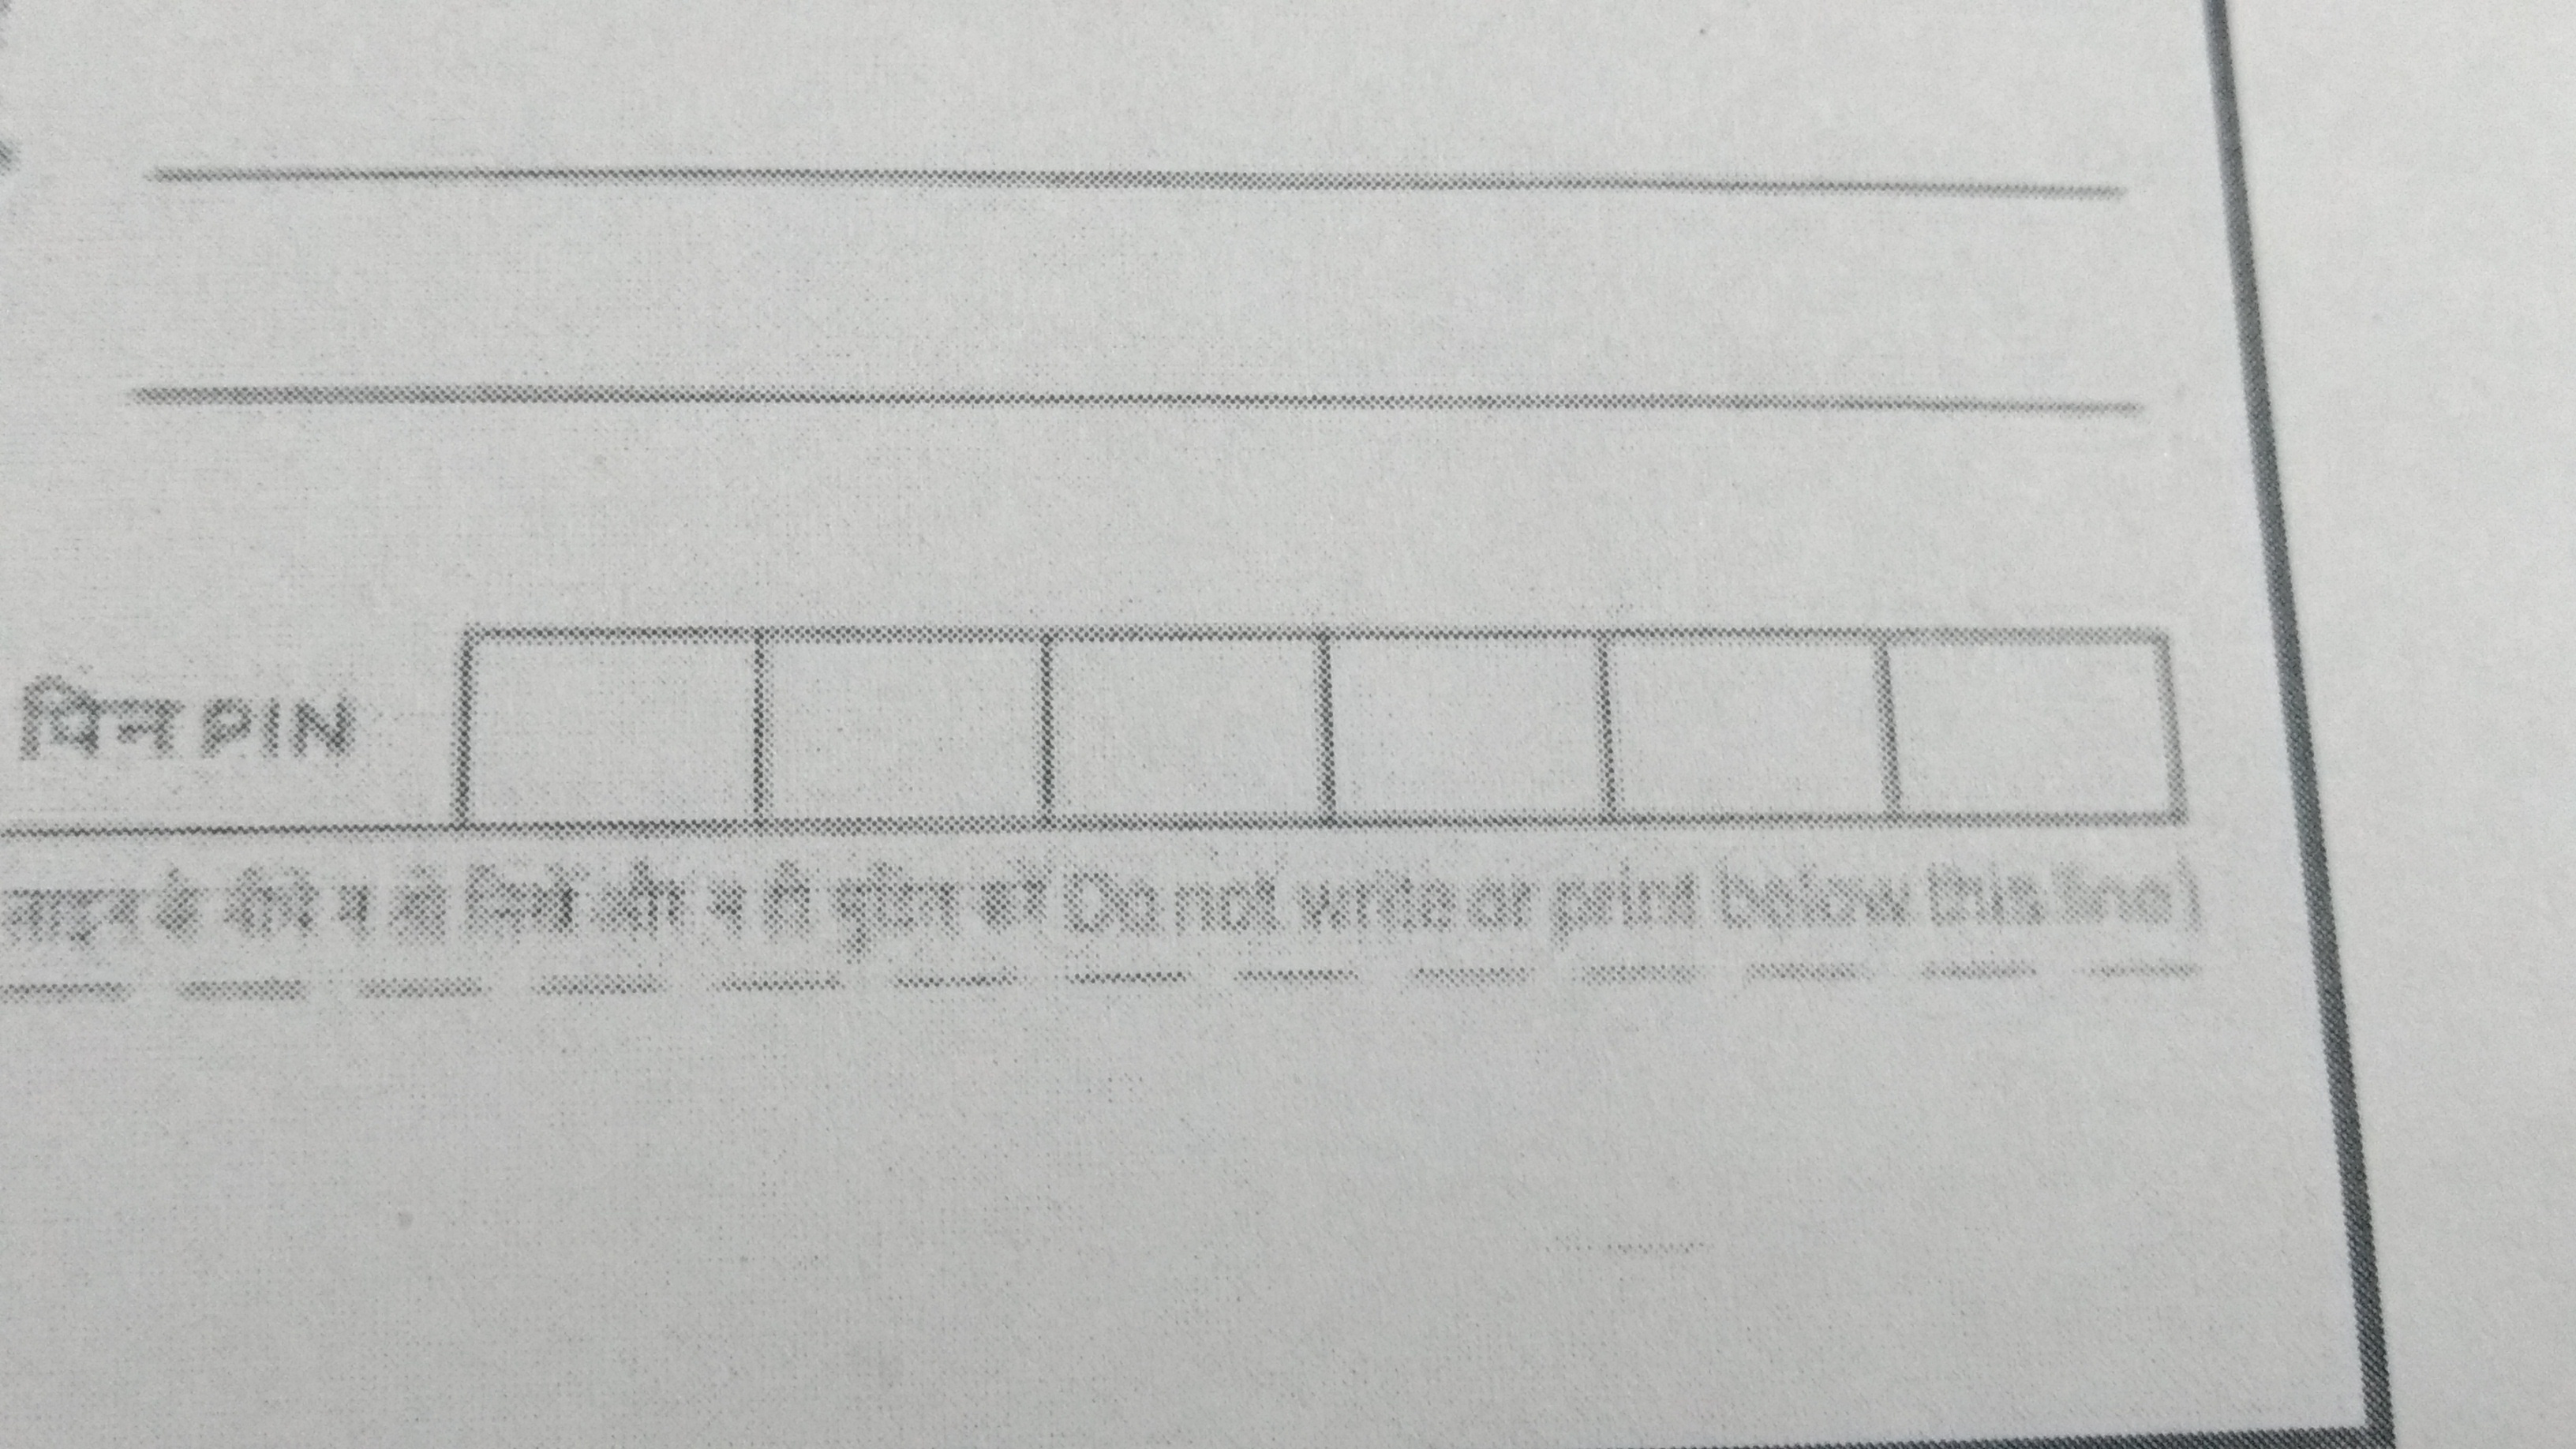 पिन PIN
लाइन के नीचे न तो लिखें और न ही मुद्रित करें Do not write or print below this line)